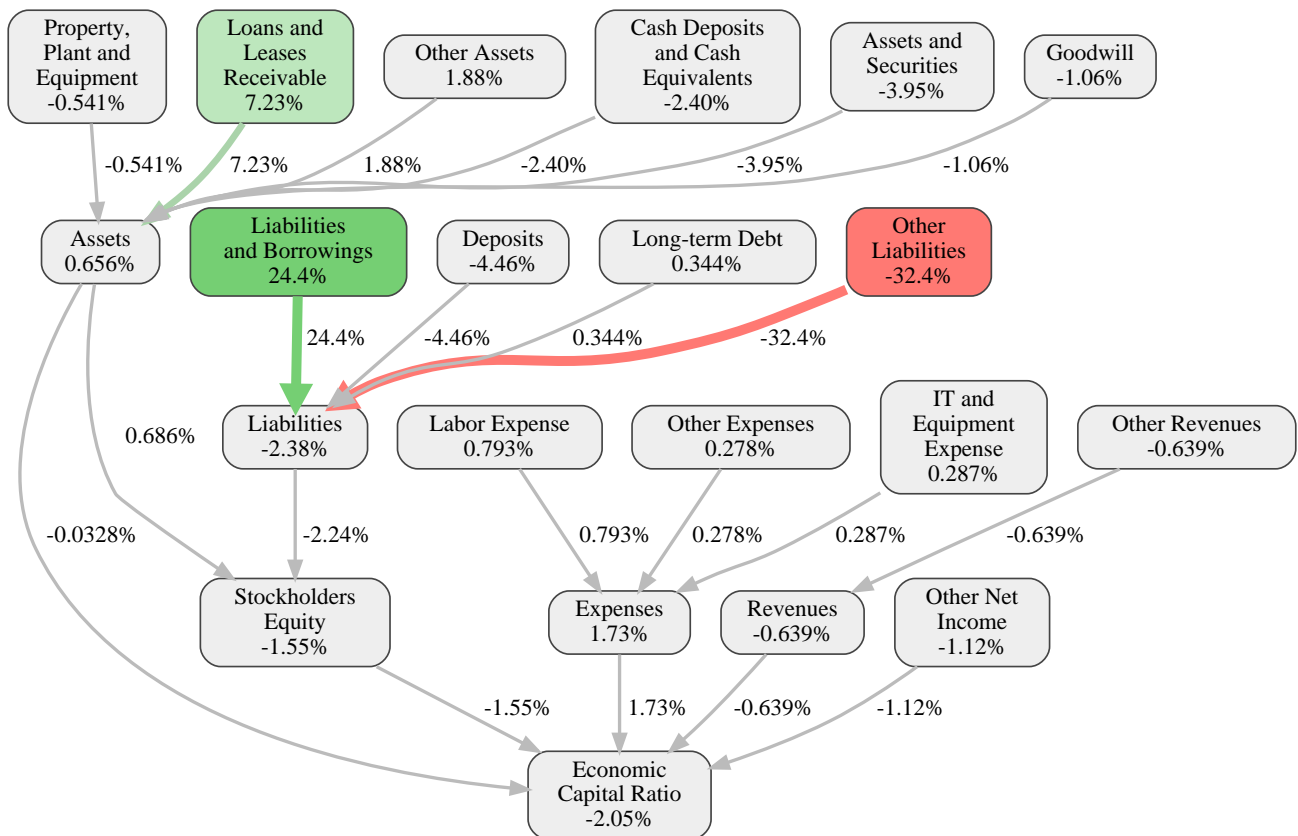 Property,
Plant and
Equipment
-0.541%
Loans and
Leases
Receivable
7.23%
Other Assets
1.88%
Cash Deposits
and Cash
Equivalents
-2.40%
Assets and
Securities
-3.95%
Goodwill
-1.06%
-0.541%
7.23%
1.88%
-2.40%
-3.95%
-1.06%
Assets
0.656%
Liabilities
and Borrowings
24.4%
Deposits
-4.46%
Long-term Debt
0.344%
Other
Liabilities
-32.4%
24.4%
-4.46%
0.344%
-32.4%
0.686%
Liabilities
-2.38%
Labor Expense
0.793%
Other Expenses
0.278%
IT and
Equipment
Expense
0.287%
Other Revenues
-0.639%
-0.0328%
-2.24%
0.793%
0.278%
0.287%
-0.639%
Stockholders
Equity
-1.55%
Expenses
1.73%
Revenues
-0.639%
Other Net
Income
-1.12%
-1.55%
1.73%
-0.639%
-1.12%
Economic
Capital Ratio
-2.05%